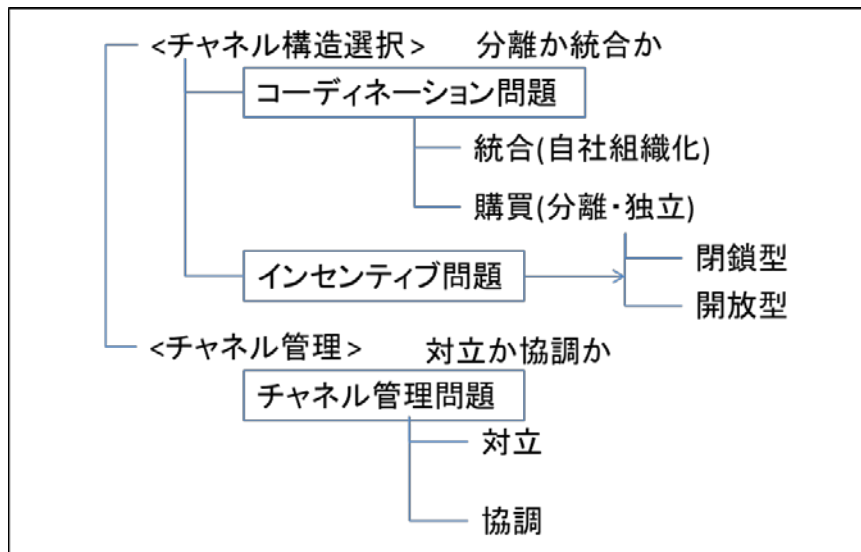 <チャネル構造選択> 分離か統合か
コーディネーション問題
統合(自社組織化)
購買(分離・独立)
閉鎖型
インセンティブ問題
開放型
<チャネル管理> 対立か協調か
チャネル管理問題
対立
協調